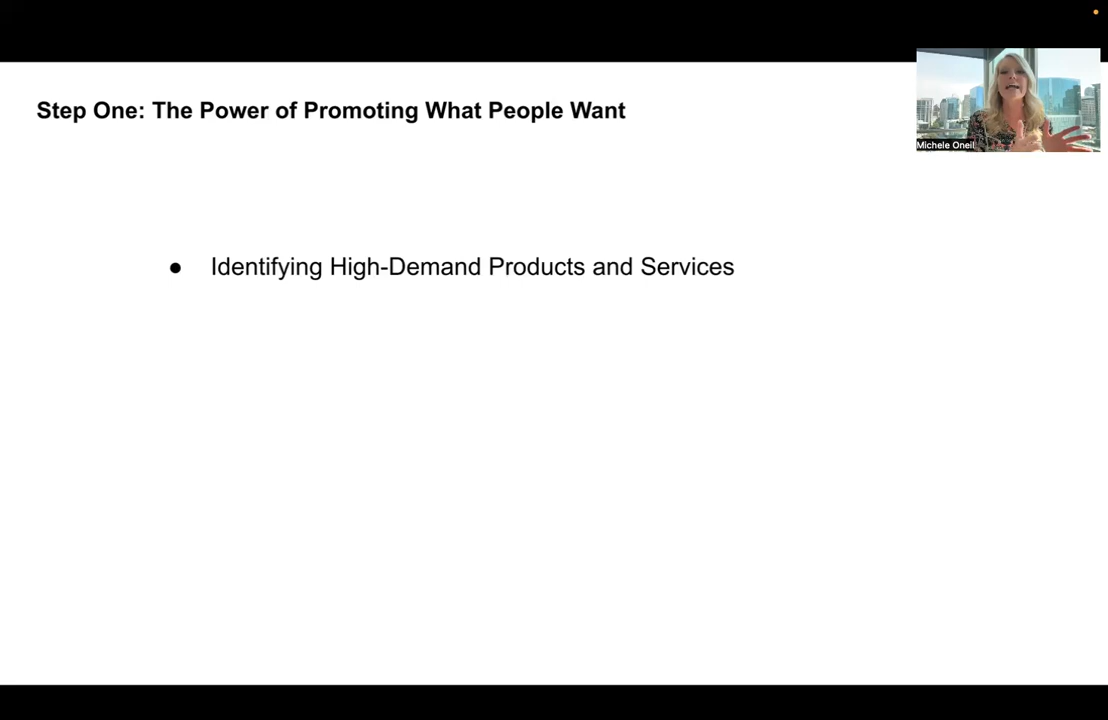 Step One: The Power of Promoting What People Want
Michele Oneil
● Identifying High-Demand Products and Services